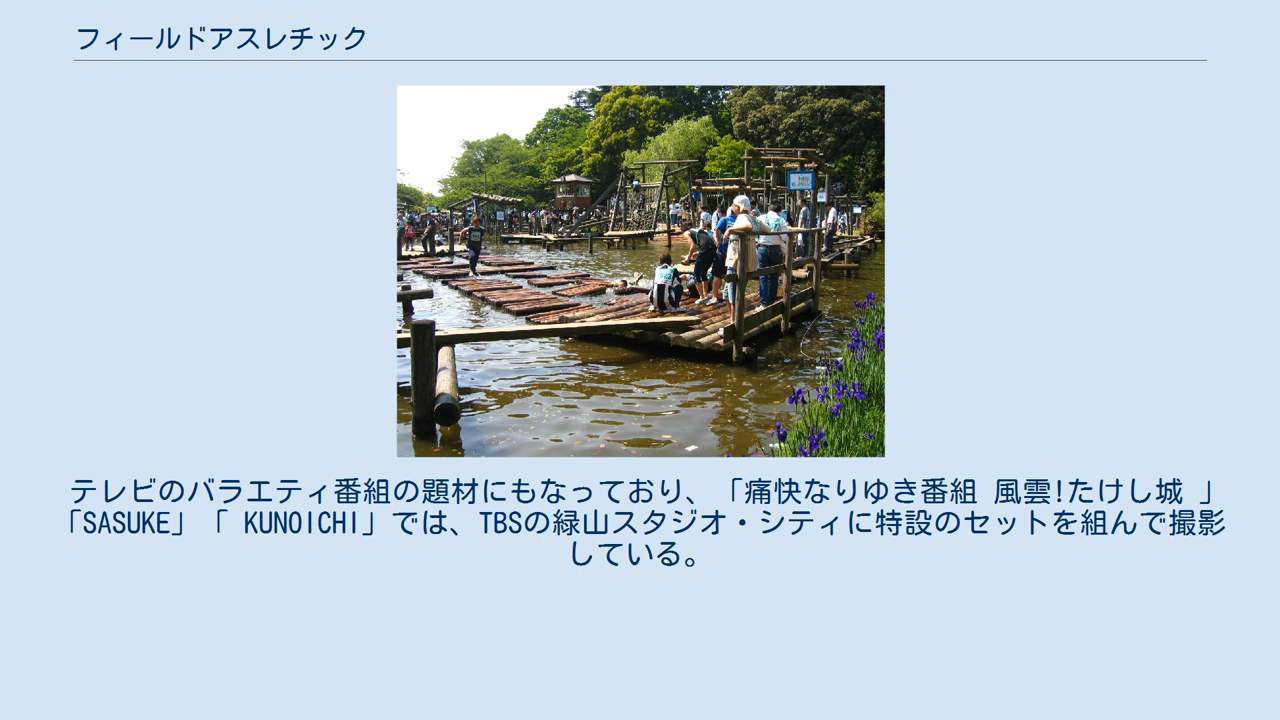 フィールドアスレチック
テレビのバラエティ番組の題材にもなっており、「痛快なりゆき番組 風雲!たけし城 」
「SASUKE」「 KUNOICHI」では、TBSの緑山スタジオ・シティに特設のセットを組んで撮影
している。